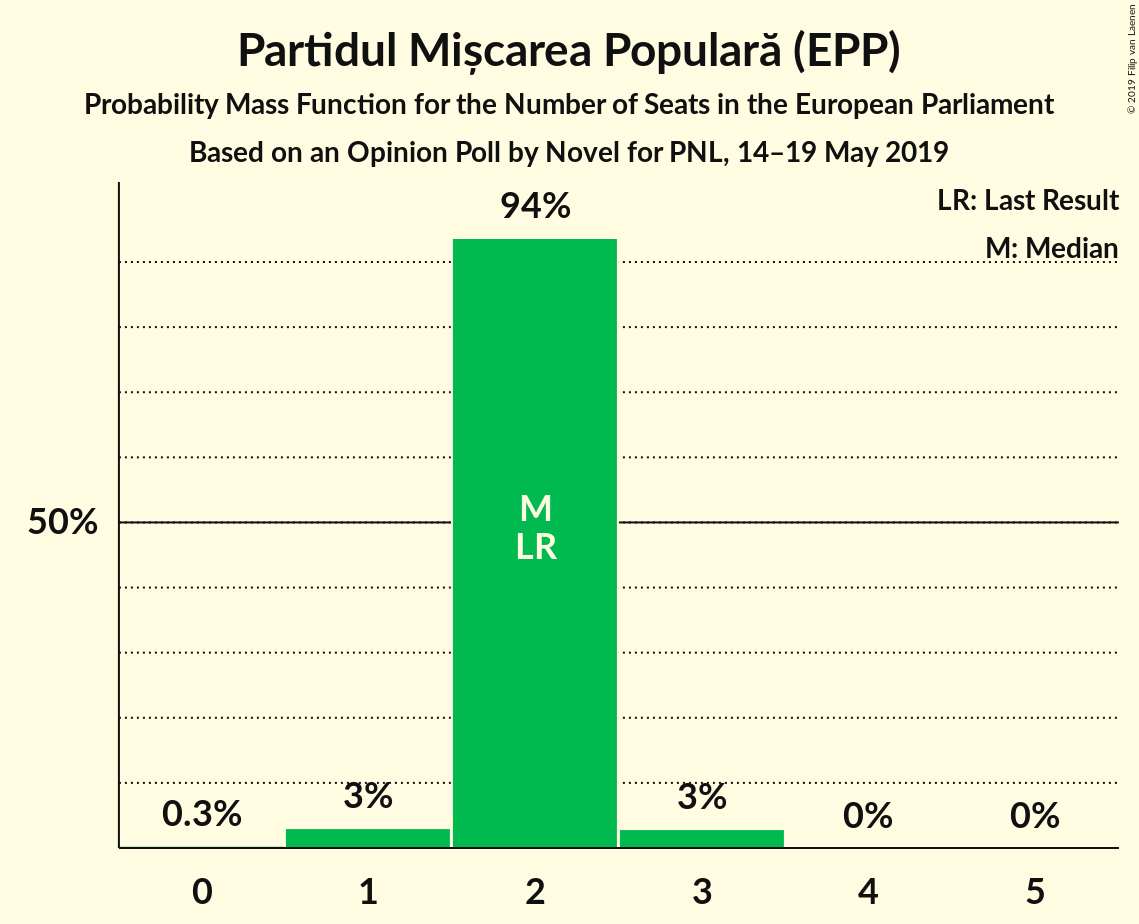 Partidul Mișcarea Populară (EPP)
Probability Mass Function for the Number of Seats in the European Parliament
Based on an Opinion Poll by Novel for PNL, 14–19 May 2019
© 2019 Filip van Laenen
LR: Last Result
M: Median
94%
50%
M
LR
0.3%
3%
3%
0%
0%
0
1
2
3
4
5